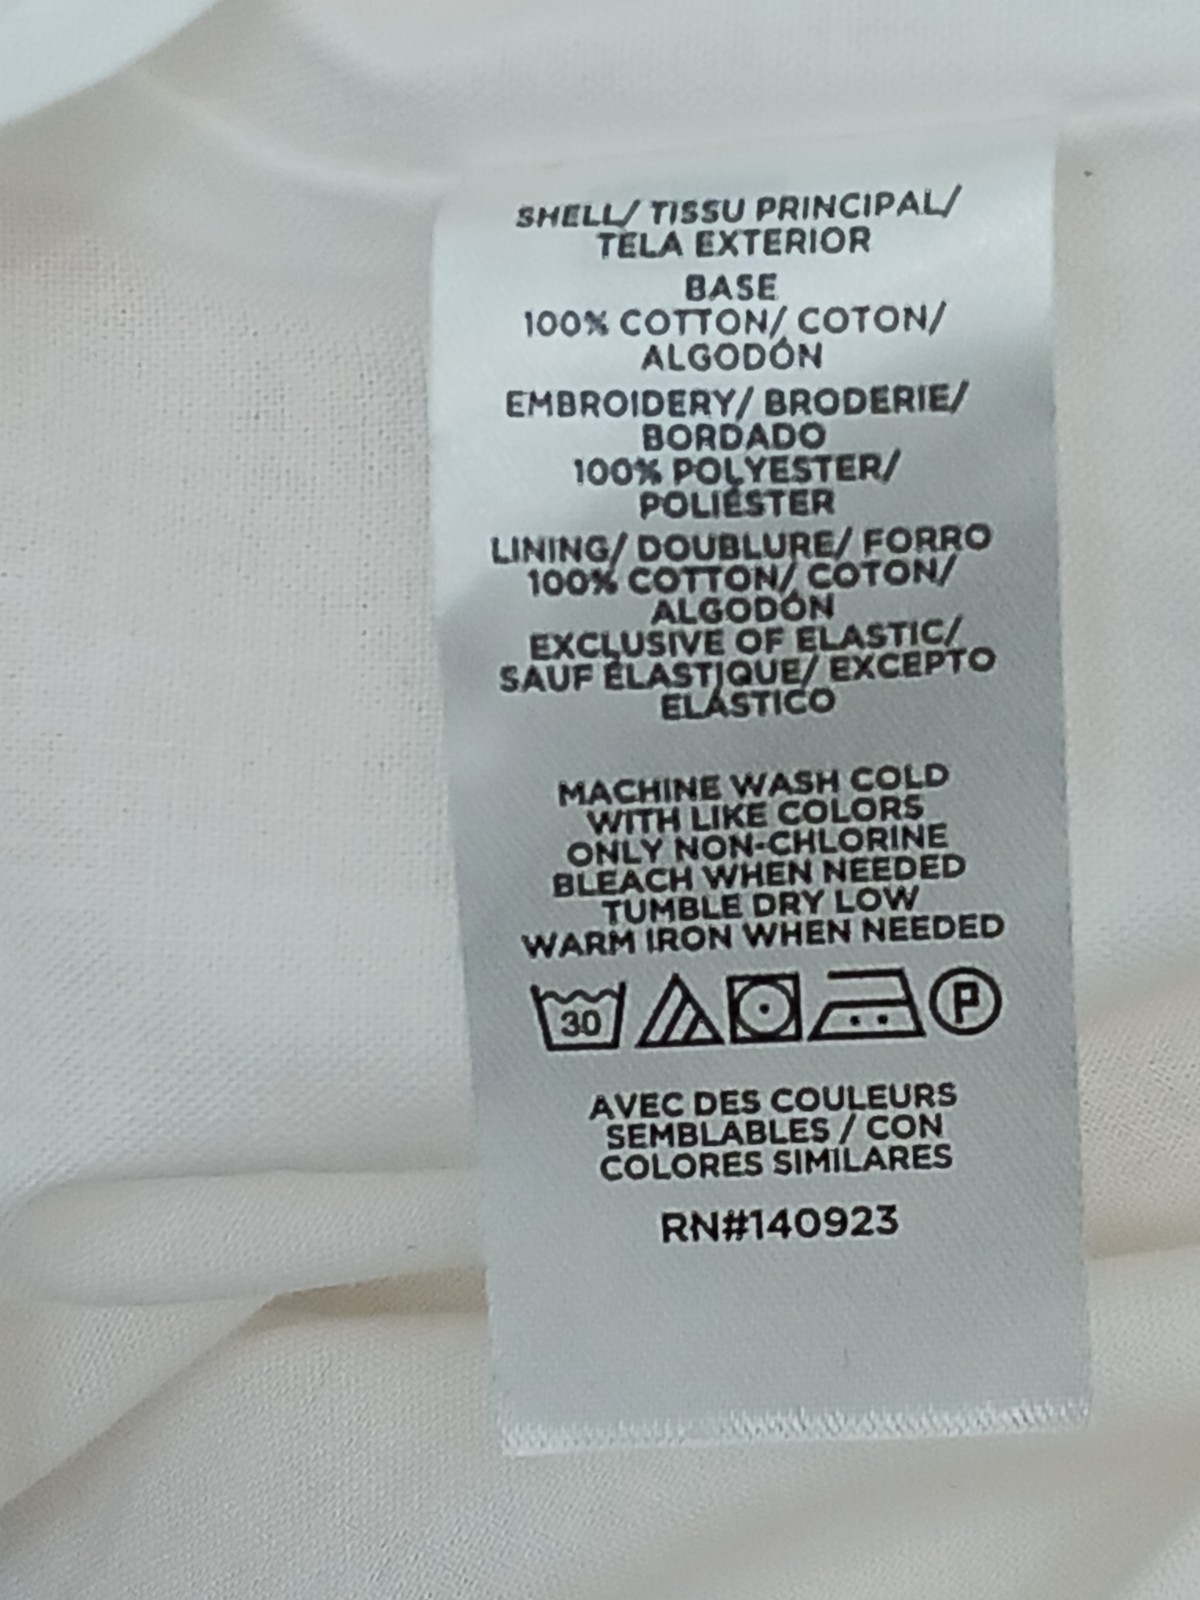 SHELL/ TISSU PRINCIPAL/
TELA EXTERIOR
BASE
100% COTTON/ COTON/
ALGODÓN
EMBROIDERY/ BRODERIE/
BORDADO
100% POLYESTER/
POLIÉSTER
LINING/ DOUBLURE/ FORRO
100% COTTON/ COTON/
ALGODÓN
EXCLUSIVE OF ELASTIC/
SAUF ÉLASTIQUE/ EXCEPTO
ELÁSTICO
MACHINE WASH COLD
WITH LIKE COLORS
ONLY NON-CHLORINE
BLEACH WHEN NEEDED
TUMBLE DRY LOW
WARM IRON WHEN NEEDED
30 P
AVEC DES COULEURS
SEMBLABLES / CON
COLORES SIMILARES
RN#140923